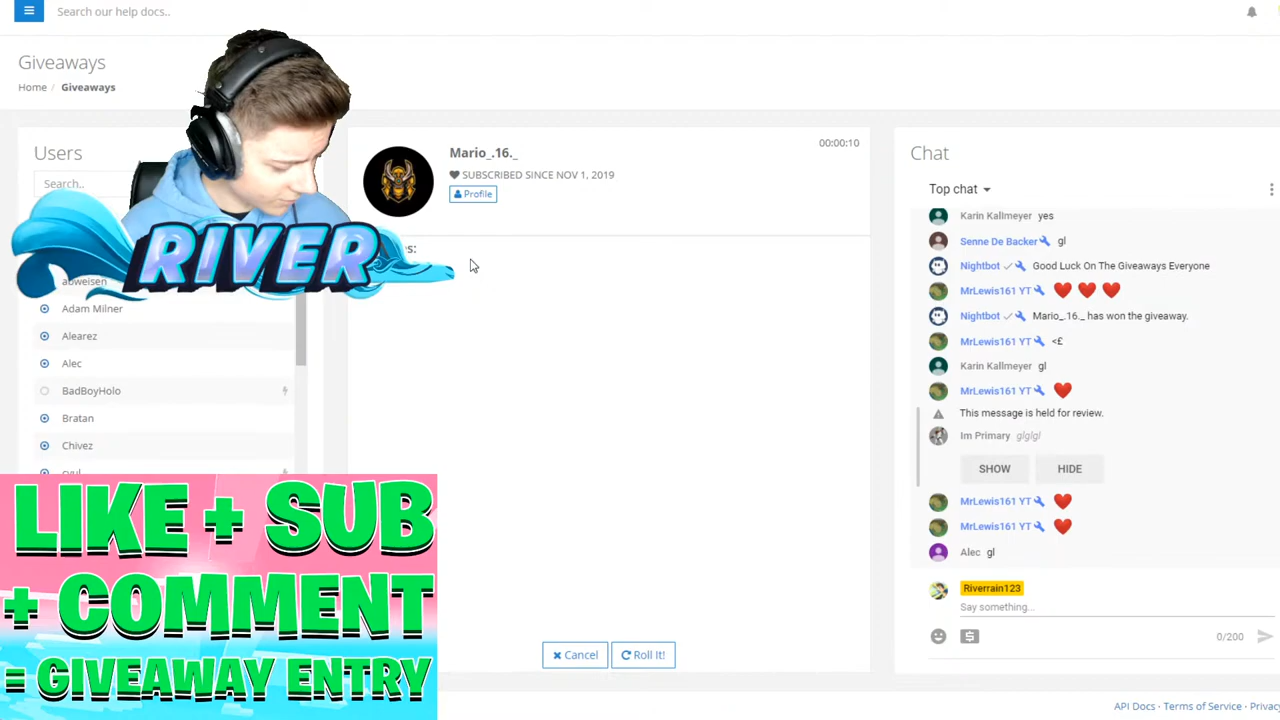 Search our help docs..
Giveaways
Home / Giveaways
Users
Search..
RIVER
abweisen
Adam Milner
Alearez
Alec
BadBoyHolo
Bratan
Chivez
LIKE + SUB
+ COMMENT
= GIVEAWAY ENTRY
Mario_.16._
SUBSCRIBED SINCE NOV 1, 2019
Profile
00:00:10
Cancel
Roll It!
Chat
Top chat
Karin Kallmeyer yes
Senne De Backer gl
Nightbot Good Luck On The Giveaways Everyone
MrLewis161 YT ❤️ ❤️ ❤️
Nightbot Mario_.16._ has won the giveaway.
MrLewis161 YT <£
Karin Kallmeyer gl
MrLewis161 YT ❤️
This message is held for review.
Im Primary glglgl
SHOW HIDE
MrLewis161 YT ❤️
MrLewis161 YT ❤️
Alec gl
Riverrain123
Say something...
0/200
API Docs · Terms of Service · Privac